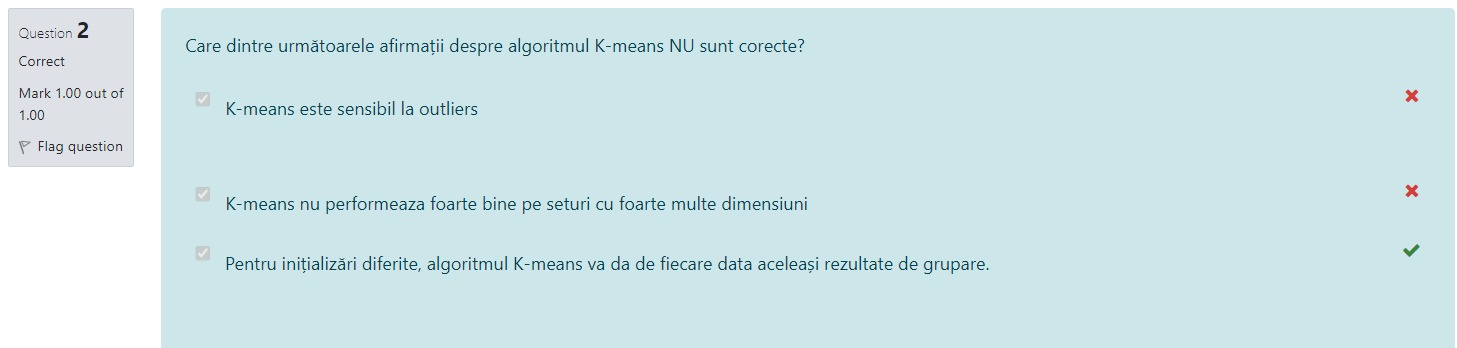 Question 2
Correct
Mark 1.00 out of
1.00
Flag question
Care dintre următoarele afirmații despre algoritmul K-means NU sunt corecte?
K-means este sensibil la outliers
K-means nu performeaza foarte bine pe seturi cu foarte multe dimensiuni
Pentru inițializări diferite, algoritmul K-means va da de fiecare data aceleași rezultate de grupare.